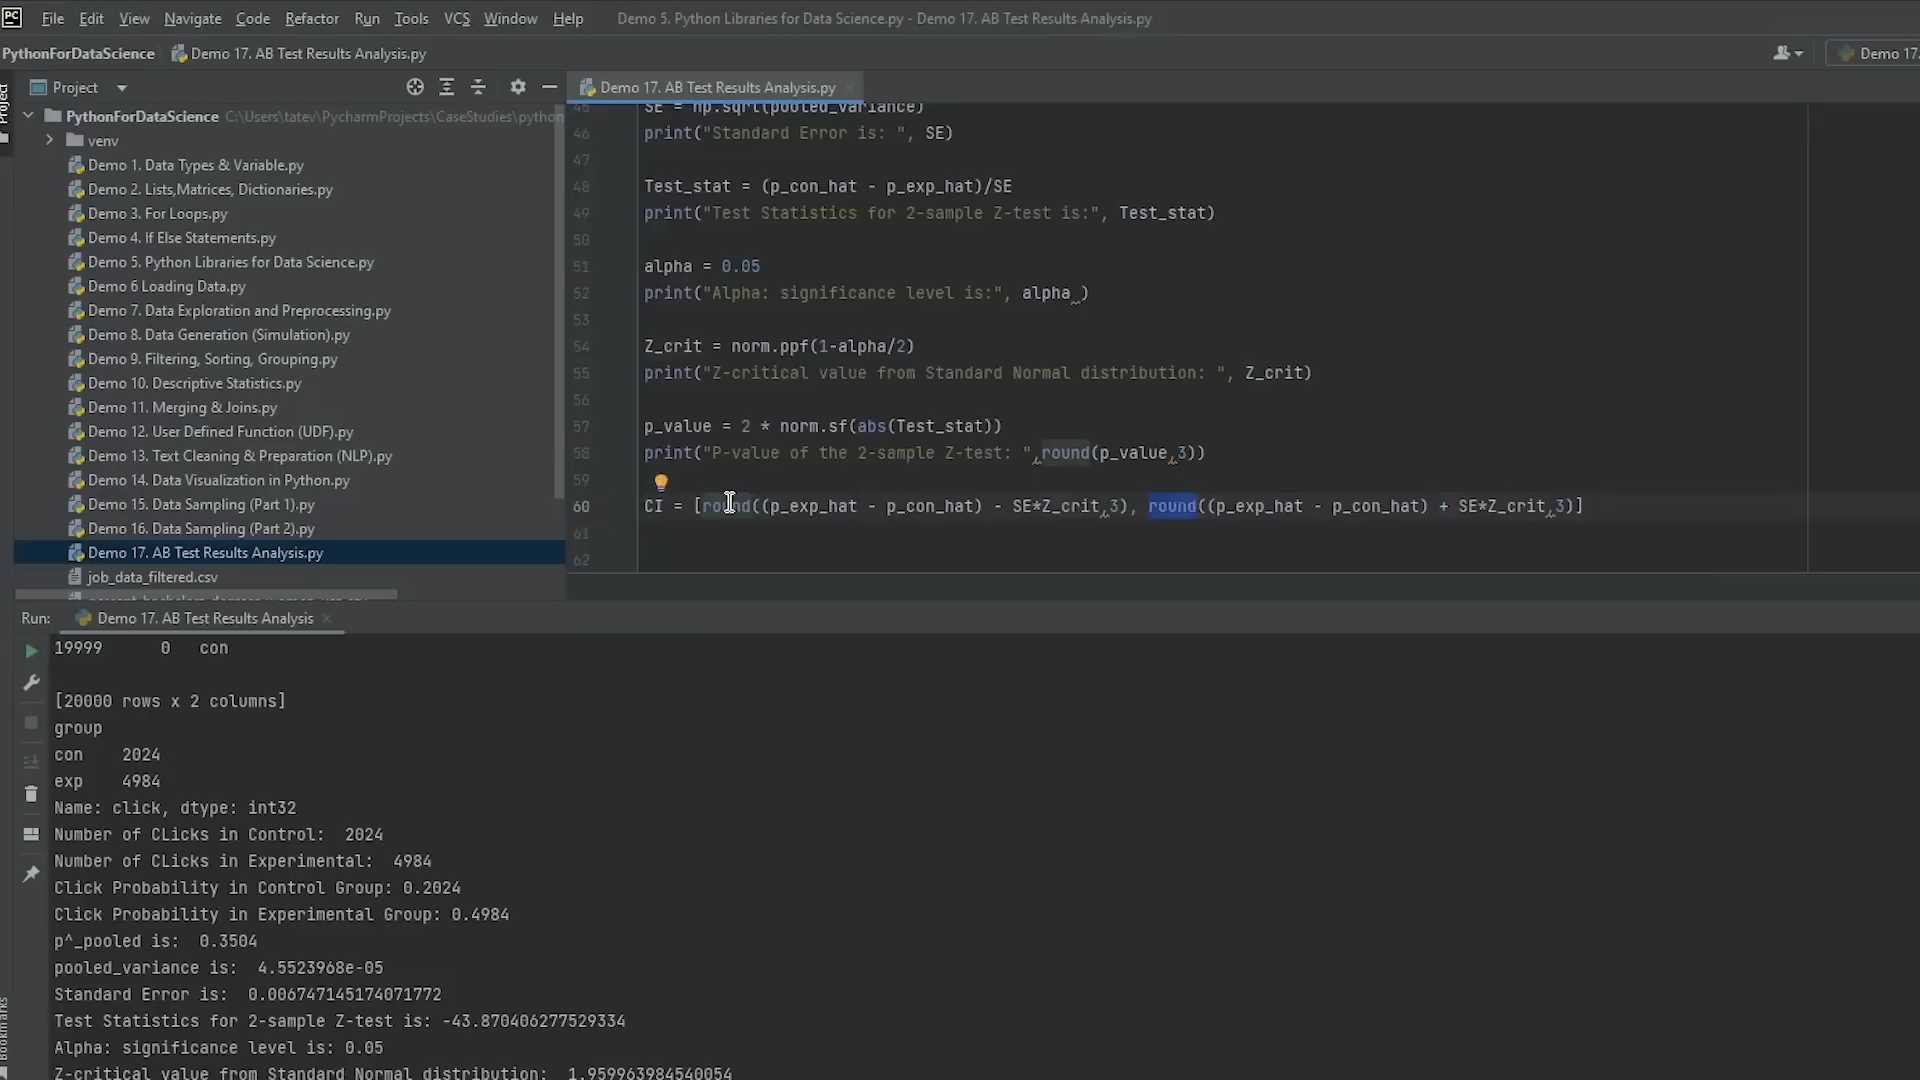 PC File Edit View Navigate Code Refactor Run Tools VCS Window Help Demo 5. Python Libraries for Data Science.py - Demo 17. AB Test Results Analysis.py
PythonForDataScience Demo 17. AB Test Results Analysis.py Demo 17.
Project
Project
PythonForDataScience C:\Users\tatev\PycharmProjects\CaseStudies\python
venv
Demo 1. Data Types & Variable.py
Demo 2. Lists,Matrices, Dictionaries.py
Demo 3. For Loops.py
Demo 4. If Else Statements.py
Demo 5. Python Libraries for Data Science.py
Demo 6 Loading Data.py
Demo 7. Data Exploration and Preprocessing.py
Demo 8. Data Generation (Simulation).py
Demo 9. Filtering, Sorting, Grouping.py
Demo 10. Descriptive Statistics.py
Demo 11. Merging & Joins.py
Demo 12. User Defined Function (UDF).py
Demo 13. Text Cleaning & Preparation (NLP).py
Demo 14. Data Visualization in Python.py
Demo 15. Data Sampling (Part 1).py
Demo 16. Data Sampling (Part 2).py
Demo 17. AB Test Results Analysis.py
job_data_filtered.csv
Demo 17. AB Test Results Analysis.py
45 SE = np.sqrt(pooled_variance)
46 print("Standard Error is: ", SE)
47
48 Test_stat = (p_con_hat - p_exp_hat)/SE
49 print("Test Statistics for 2-sample Z-test is:", Test_stat)
50
51 alpha = 0.05
52 print("Alpha: significance level is:", alpha )
53
54 Z_crit = norm.ppf(1-alpha/2)
55 print("Z-critical value from Standard Normal distribution: ", Z_crit)
56
57 p_value = 2 * norm.sf(abs(Test_stat))
58 print("P-value of the 2-sample Z-test: ",round(p_value,3))
59
60 CI = [round((p_exp_hat - p_con_hat) - SE*Z_crit,3), round((p_exp_hat - p_con_hat) + SE*Z_crit,3)]
61
62
Run: Demo 17. AB Test Results Analysis
19999 0 con
[20000 rows x 2 columns]
group
con 2024
exp 4984
Name: click, dtype: int32
Number of CLicks in Control: 2024
Number of CLicks in Experimental: 4984
Click Probability in Control Group: 0.2024
Click Probability in Experimental Group: 0.4984
p^_pooled is: 0.3504
pooled_variance is: 4.5523968e-05
Standard Error is: 0.006747145174071772
Test Statistics for 2-sample Z-test is: -43.870406277529334
Alpha: significance level is: 0.05
Z-critical value from Standard Normal distribution: 1.959963984540054
Bookmarks